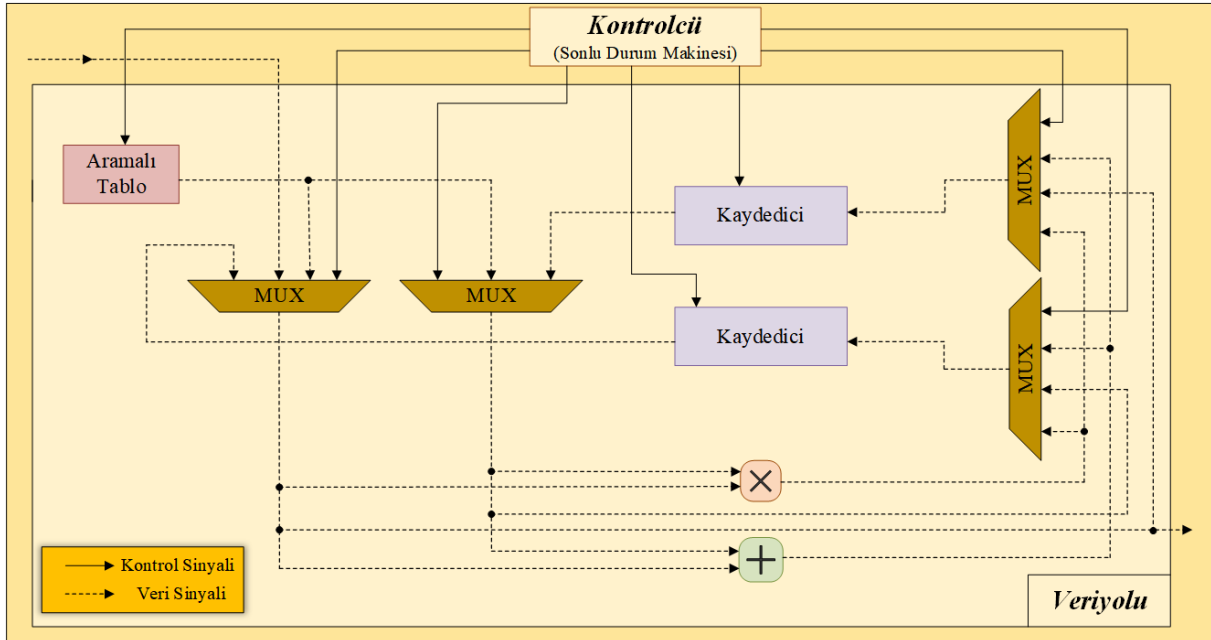 Kontrolcü
(Sonlu Durum Makinesi)
Aramalı
Tablo
MUX
MUX
Kaydedici
Kaydedici
MUX
MUX
Kontrol Sinyali
Veri Sinyali
Veriyolu